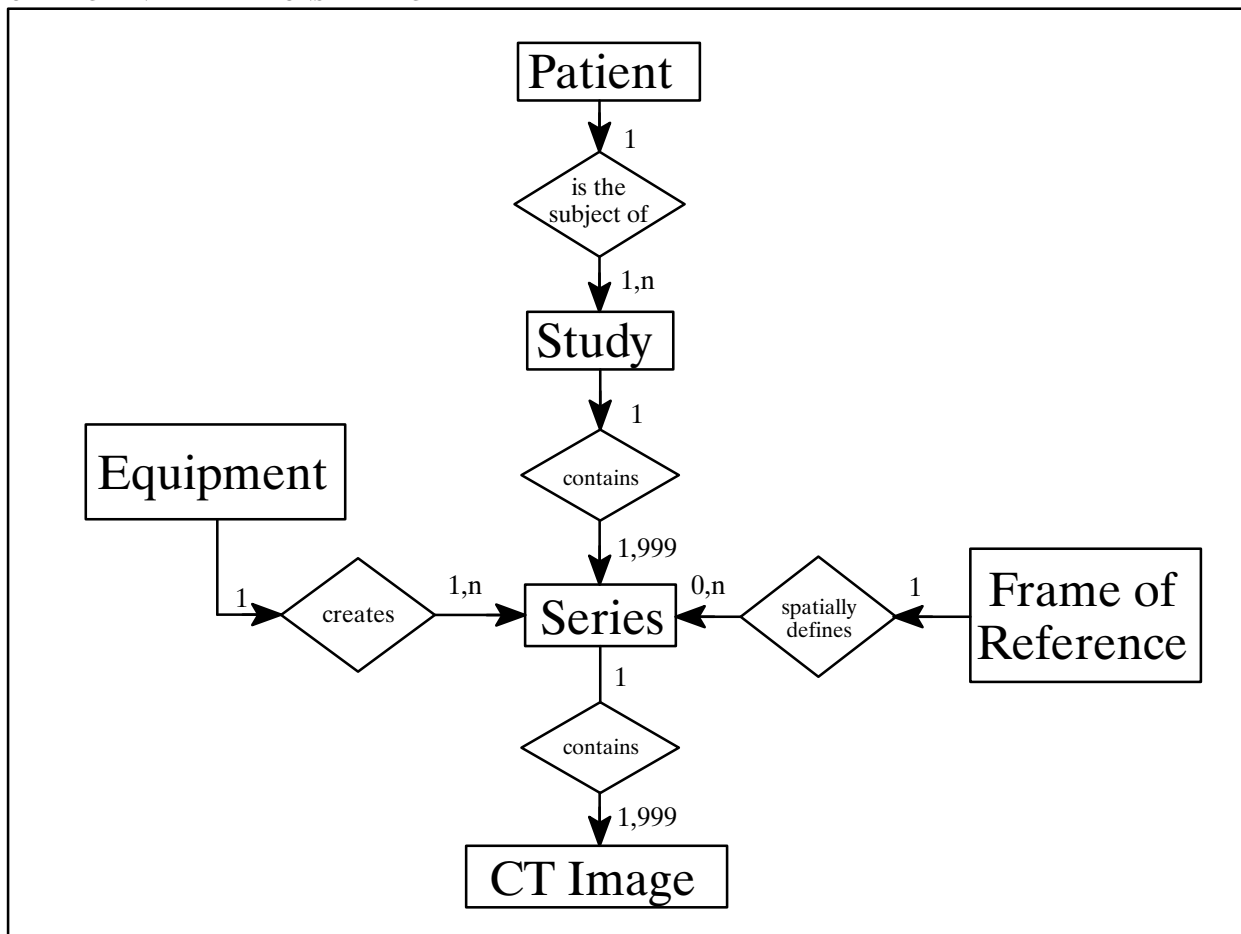 Patient
1
is the
subject of
1,n
Study
1
contains
Equipment
1,999
1
creates
1,n
Series
0,n
spatially
defines
1
Frame of
Reference
1
contains
1,999
CT Image